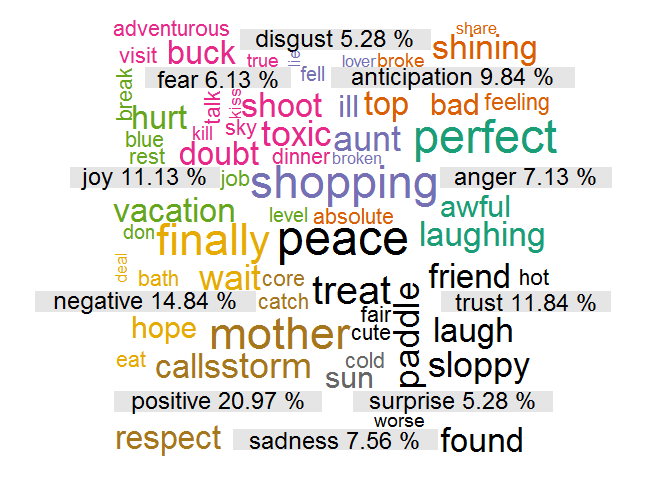 adventurous
share
disgust 5.28 %
visit buck true lie lover broke shining
fear 6.13 % fell anticipation 9.84 %
break hurt talk kiss shoot ill top bad feeling
blue kill sky toxic aunt perfect
rest doubt dinner broken
joy 11.13 % job shopping anger 7.13 %
vacation level absolute awful
don finally peace laughing
deal bath wait core treat friend hot
negative 14.84 % catch fair paddle trust 11.84 %
hope mother cute laugh
eat callsstorm cold sun sloppy
positive 20.97 % surprise 5.28 %
worse
respect sadness 7.56 % found